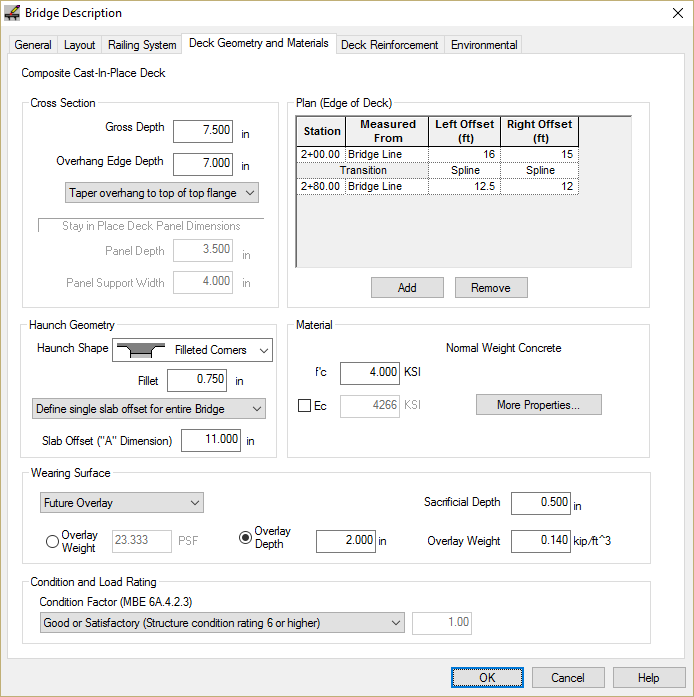 Bridge Description
General Layout Railing System Deck Geometry and Materials Deck Reinforcement Environmental
Composite Cast-In-Place Deck
Cross Section
Gross Depth 7.500 in
Overhang Edge Depth 7.000 in
Taper overhang to top of top flange
Stay in Place Deck Panel Dimensions
Panel Depth 3.500 in
Panel Support Width 4.000 in
Plan (Edge of Deck)
Station Measured From Left Offset (ft) Right Offset (ft)
2+00.00 Bridge Line 16 15
Transition Spline Spline
2+80.00 Bridge Line 12.5 12
Add Remove
Haunch Geometry
Haunch Shape Filleted Corners
Fillet 0.750 in
Define single slab offset for entire Bridge
Slab Offset ("A" Dimension) 11.000 in
Material
Normal Weight Concrete
f'c 4.000 KSI
Ec 4266 KSI
More Properties...
Wearing Surface
Future Overlay
Sacrificial Depth 0.500 in
Overlay Weight 23.333 PSF
Overlay Depth 2.000 in
Overlay Weight 0.140 kip/ft^3
Condition and Load Rating
Condition Factor (MBE 6A.4.2.3)
Good or Satisfactory (Structure condition rating 6 or higher) 1.00
OK Cancel Help